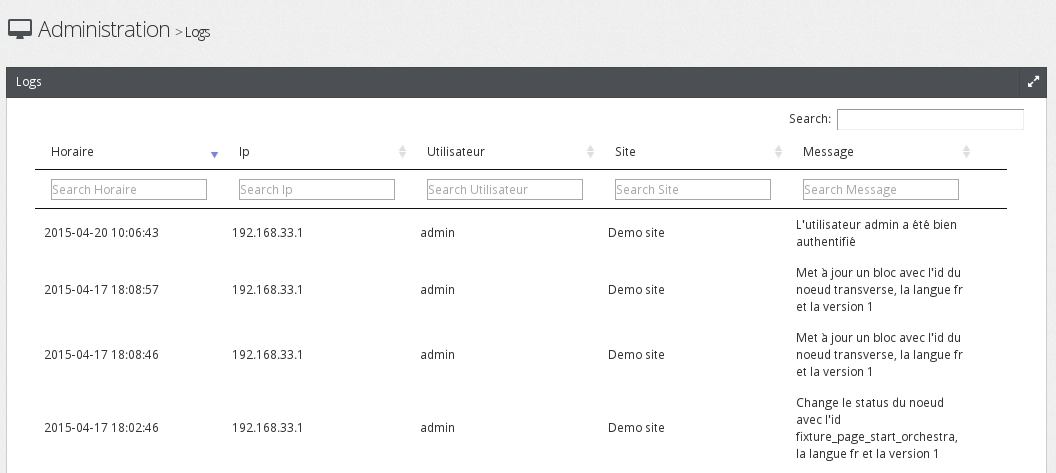 Administration > Logs
Logs
Search:
Horaire Ip Utilisateur Site Message
Search Horaire Search Ip Search Utilisateur Search Site Search Message
2015-04-20 10:06:43 192.168.33.1 admin Demo site L'utilisateur admin a été bien
authentifié
2015-04-17 18:08:57 192.168.33.1 admin Demo site Met à jour un bloc avec l'id du
noeud transverse, la langue fr
et la version 1
2015-04-17 18:08:46 192.168.33.1 admin Demo site Met à jour un bloc avec l'id du
noeud transverse, la langue fr
et la version 1
2015-04-17 18:02:46 192.168.33.1 admin Demo site Change le status du noeud
avec l'id
fixture_page_start_orchestra,
la langue fr et la version 1